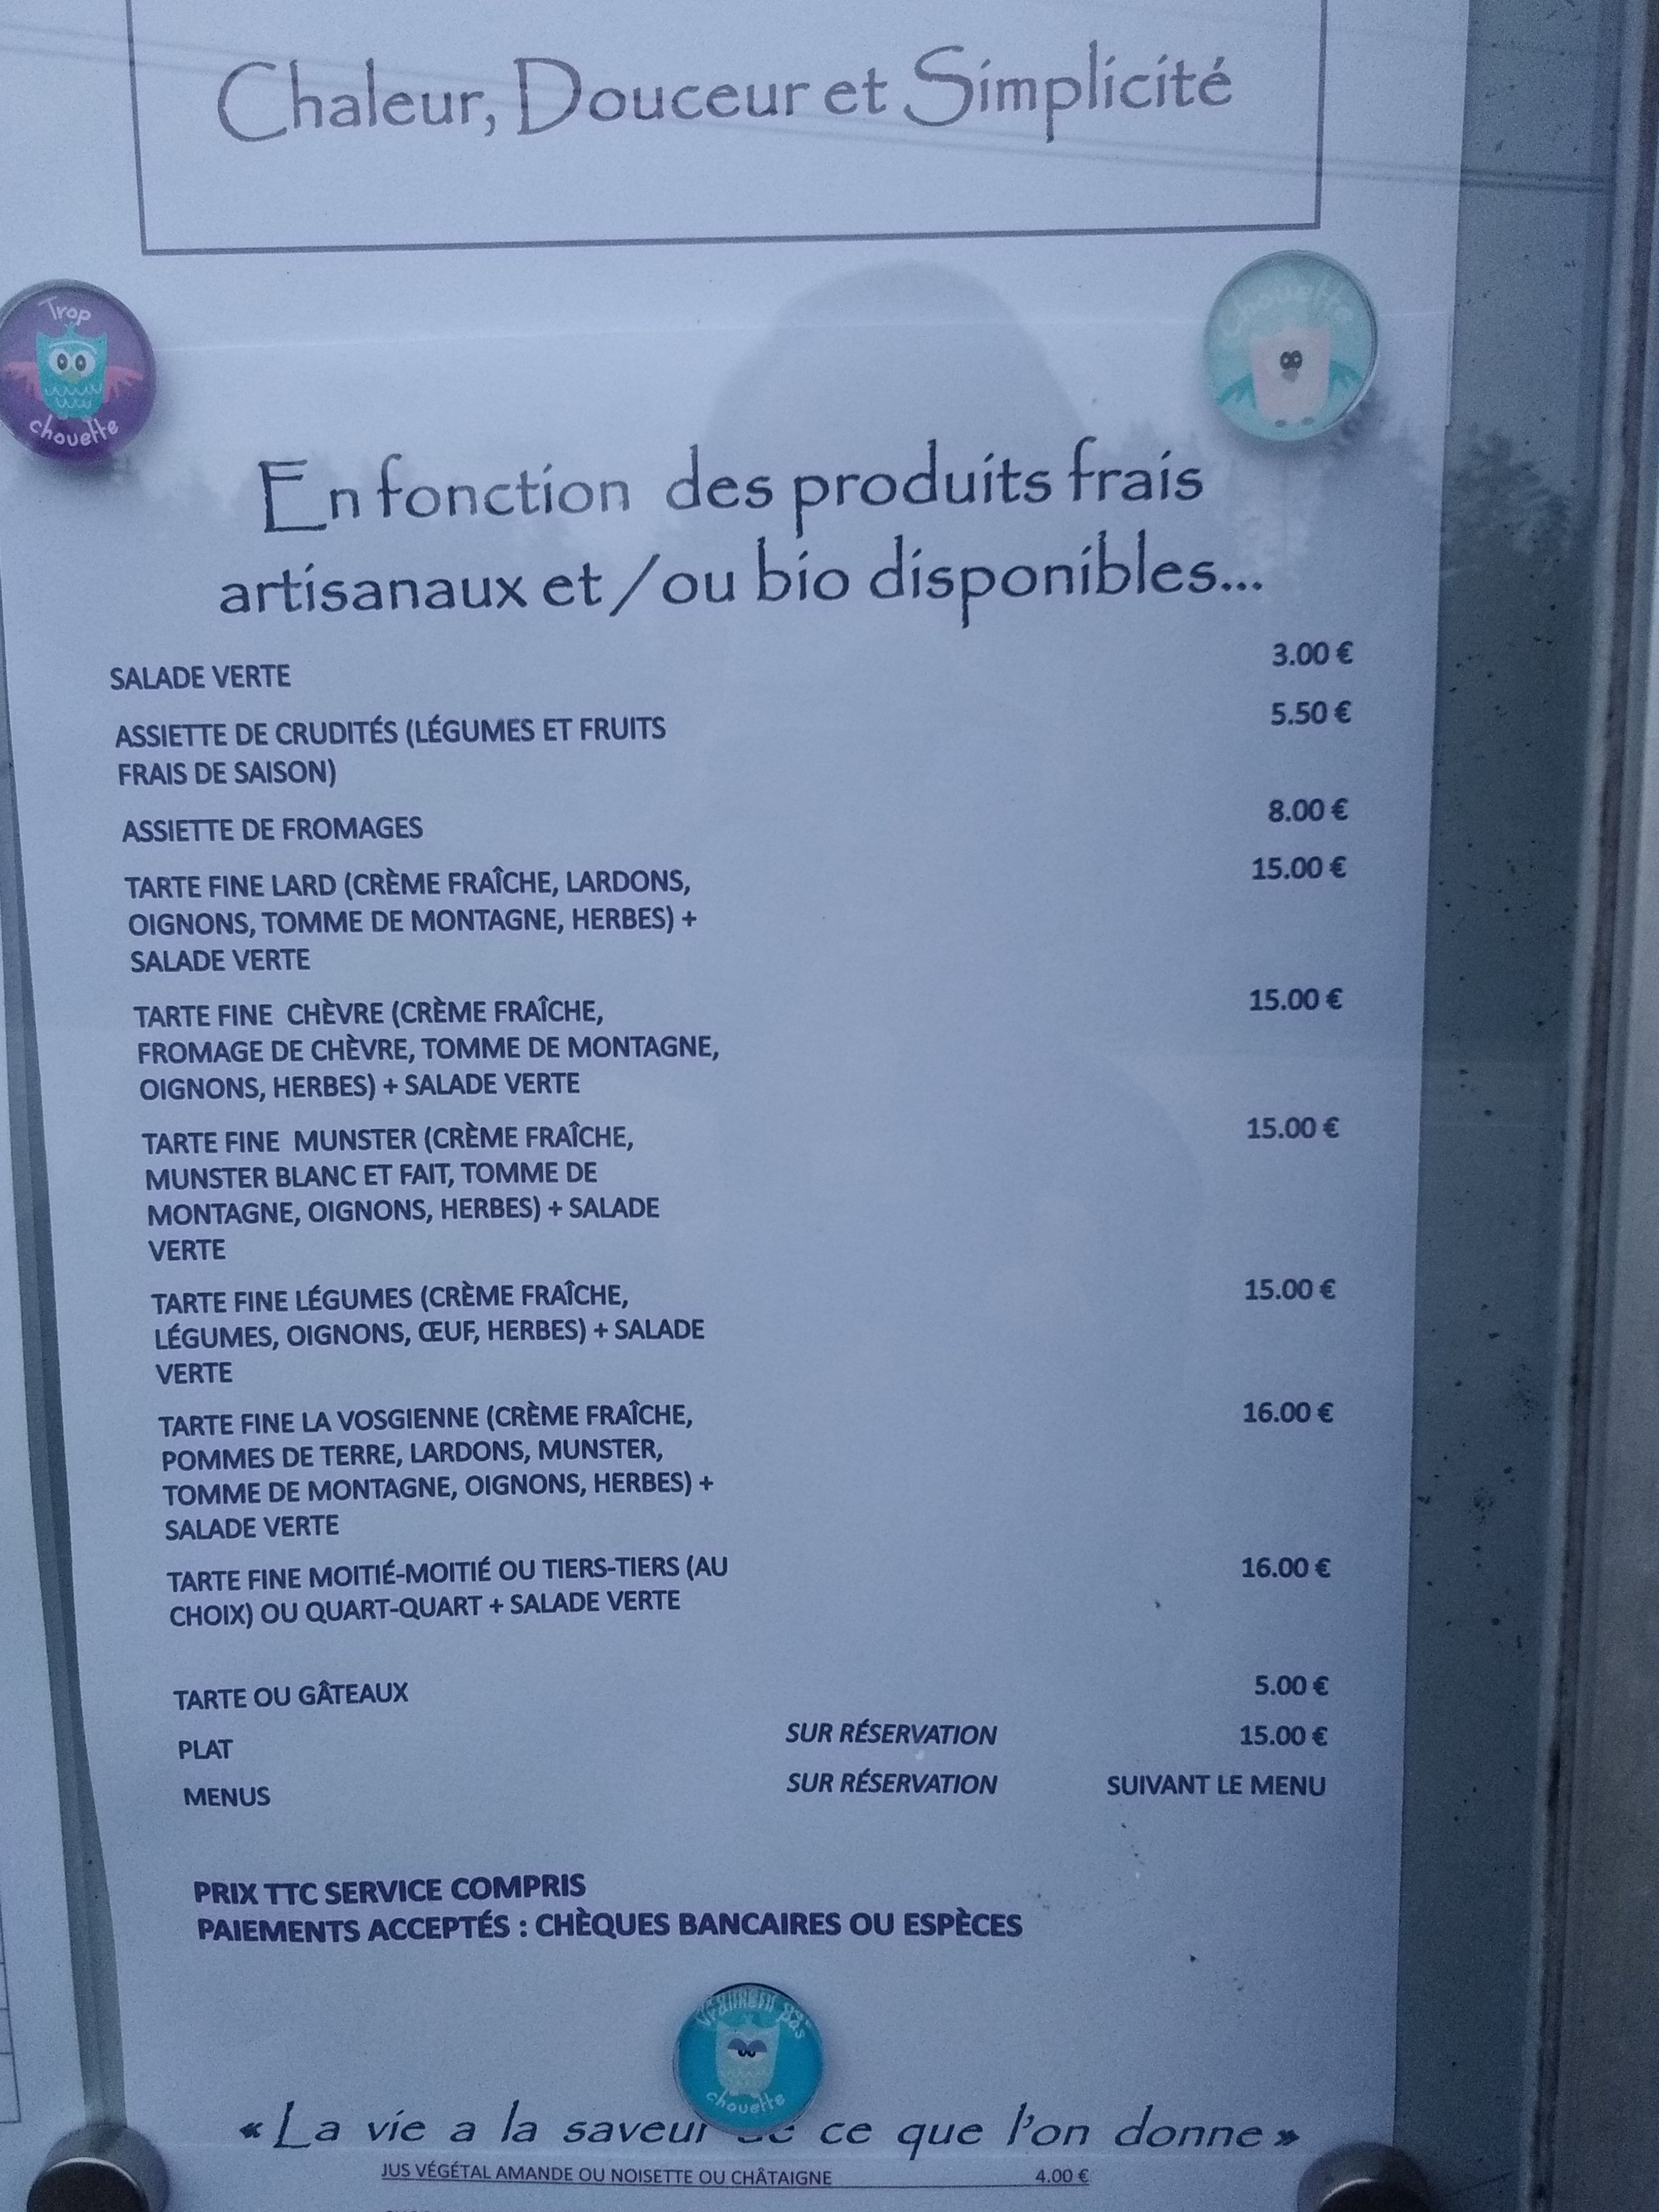 Chaleur, Douceur et Simplicité
Trop
chouette
Chouette
En fonction des produits frais
artisanaux et /ou bio disponibles...
SALADE VERTE 3.00 €
ASSIETTE DE CRUDITÉS (LÉGUMES ET FRUITS 5.50 €
FRAIS DE SAISON)
ASSIETTE DE FROMAGES 8.00 €
TARTE FINE LARD (CRÈME FRAÎCHE, LARDONS, 15.00 €
OIGNONS, TOMME DE MONTAGNE, HERBES) +
SALADE VERTE
TARTE FINE CHÈVRE (CRÈME FRAÎCHE, 15.00 €
FROMAGE DE CHÈVRE, TOMME DE MONTAGNE,
OIGNONS, HERBES) + SALADE VERTE
TARTE FINE MUNSTER (CRÈME FRAÎCHE, 15.00 €
MUNSTER BLANC ET FAIT, TOMME DE
MONTAGNE, OIGNONS, HERBES) + SALADE
VERTE
TARTE FINE LÉGUMES (CRÈME FRAÎCHE, 15.00 €
LÉGUMES, OIGNONS, ŒUF, HERBES) + SALADE
VERTE
TARTE FINE LA VOSGIENNE (CRÈME FRAÎCHE, 16.00 €
POMMES DE TERRE, LARDONS, MUNSTER,
TOMME DE MONTAGNE, OIGNONS, HERBES) +
SALADE VERTE
TARTE FINE MOITIÉ-MOITIÉ OU TIERS-TIERS (AU 16.00 €
CHOIX) OU QUART-QUART + SALADE VERTE
TARTE OU GÂTEAUX 5.00 €
PLAT SUR RÉSERVATION 15.00 €
MENUS SUR RÉSERVATION SUIVANT LE MENU
PRIX TTC SERVICE COMPRIS
PAIEMENTS ACCEPTÉS : CHÈQUES BANCAIRES OU ESPÈCES
Vraiment pas
chouette
« La vie a la saveur de ce que l'on donne »
JUS VÉGÉTAL AMANDE OU NOISETTE OU CHÂTAIGNE 4.00 €